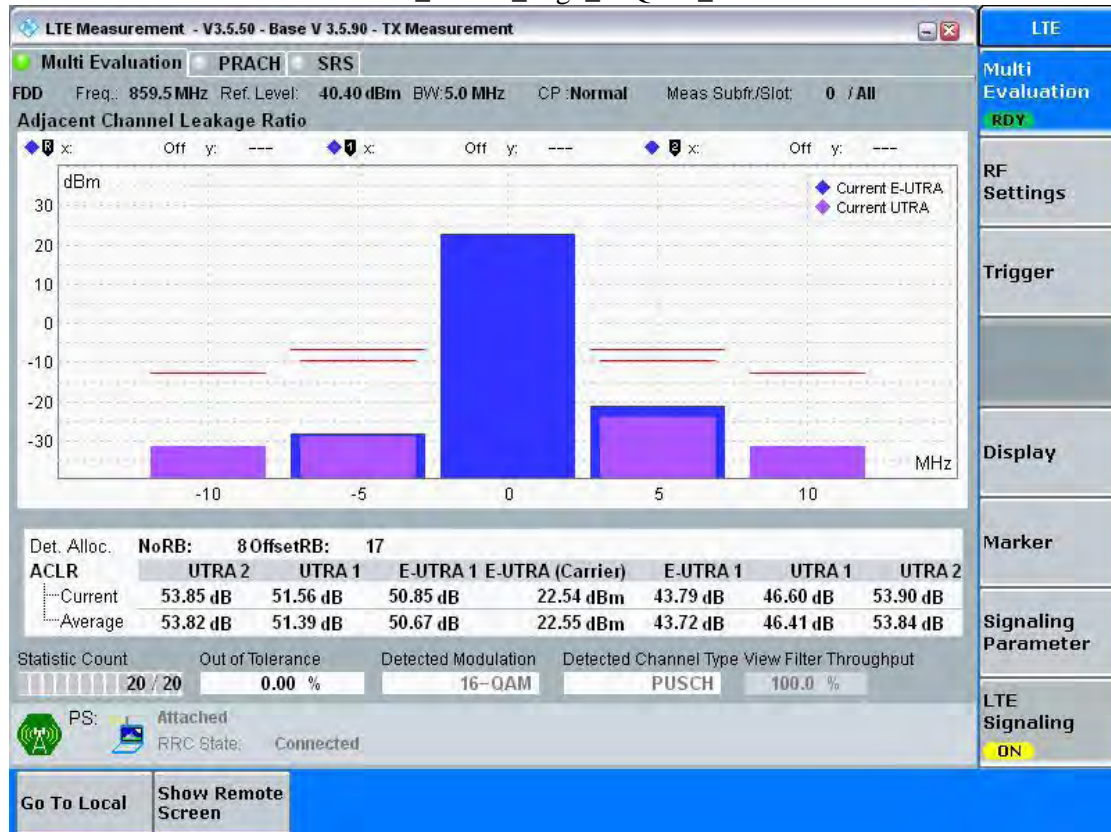 LTE Measurement - V3.5.50 - Base V 3.5.90 - TX Measurement
LTE
Multi Evaluation PRACH SRS
Multi Evaluation
RDY
FDD Freq.: 859.5 MHz Ref. Level: 40.40 dBm BW: 5.0 MHz CP :Normal Meas Subfr./Slot: 0 / All
Adjacent Channel Leakage Ratio
R x: Off y: --- 1 x: Off y: --- 2 x: Off y: ---
dBm
Current E-UTRA
Current UTRA
30
20
10
0
-10
-20
-30
MHz
-10 -5 0 5 10
RF Settings
Trigger
Display
Marker
Signaling Parameter
LTE Signaling
ON
Det. Alloc. NoRB: 8 OffsetRB: 17
ACLR UTRA 2 UTRA 1 E-UTRA 1 E-UTRA (Carrier) E-UTRA 1 UTRA 1 UTRA 2
Current 53.85 dB 51.56 dB 50.85 dB 22.54 dBm 43.79 dB 46.60 dB 53.90 dB
Average 53.82 dB 51.39 dB 50.67 dB 22.55 dBm 43.72 dB 46.41 dB 53.84 dB
Statistic Count Out of Tolerance Detected Modulation Detected Channel Type View Filter Throughput
20 / 20 0.00 % 16-QAM PUSCH 100.0 %
PS: Attached
RRC State: Connected
Go To Local
Show Remote Screen